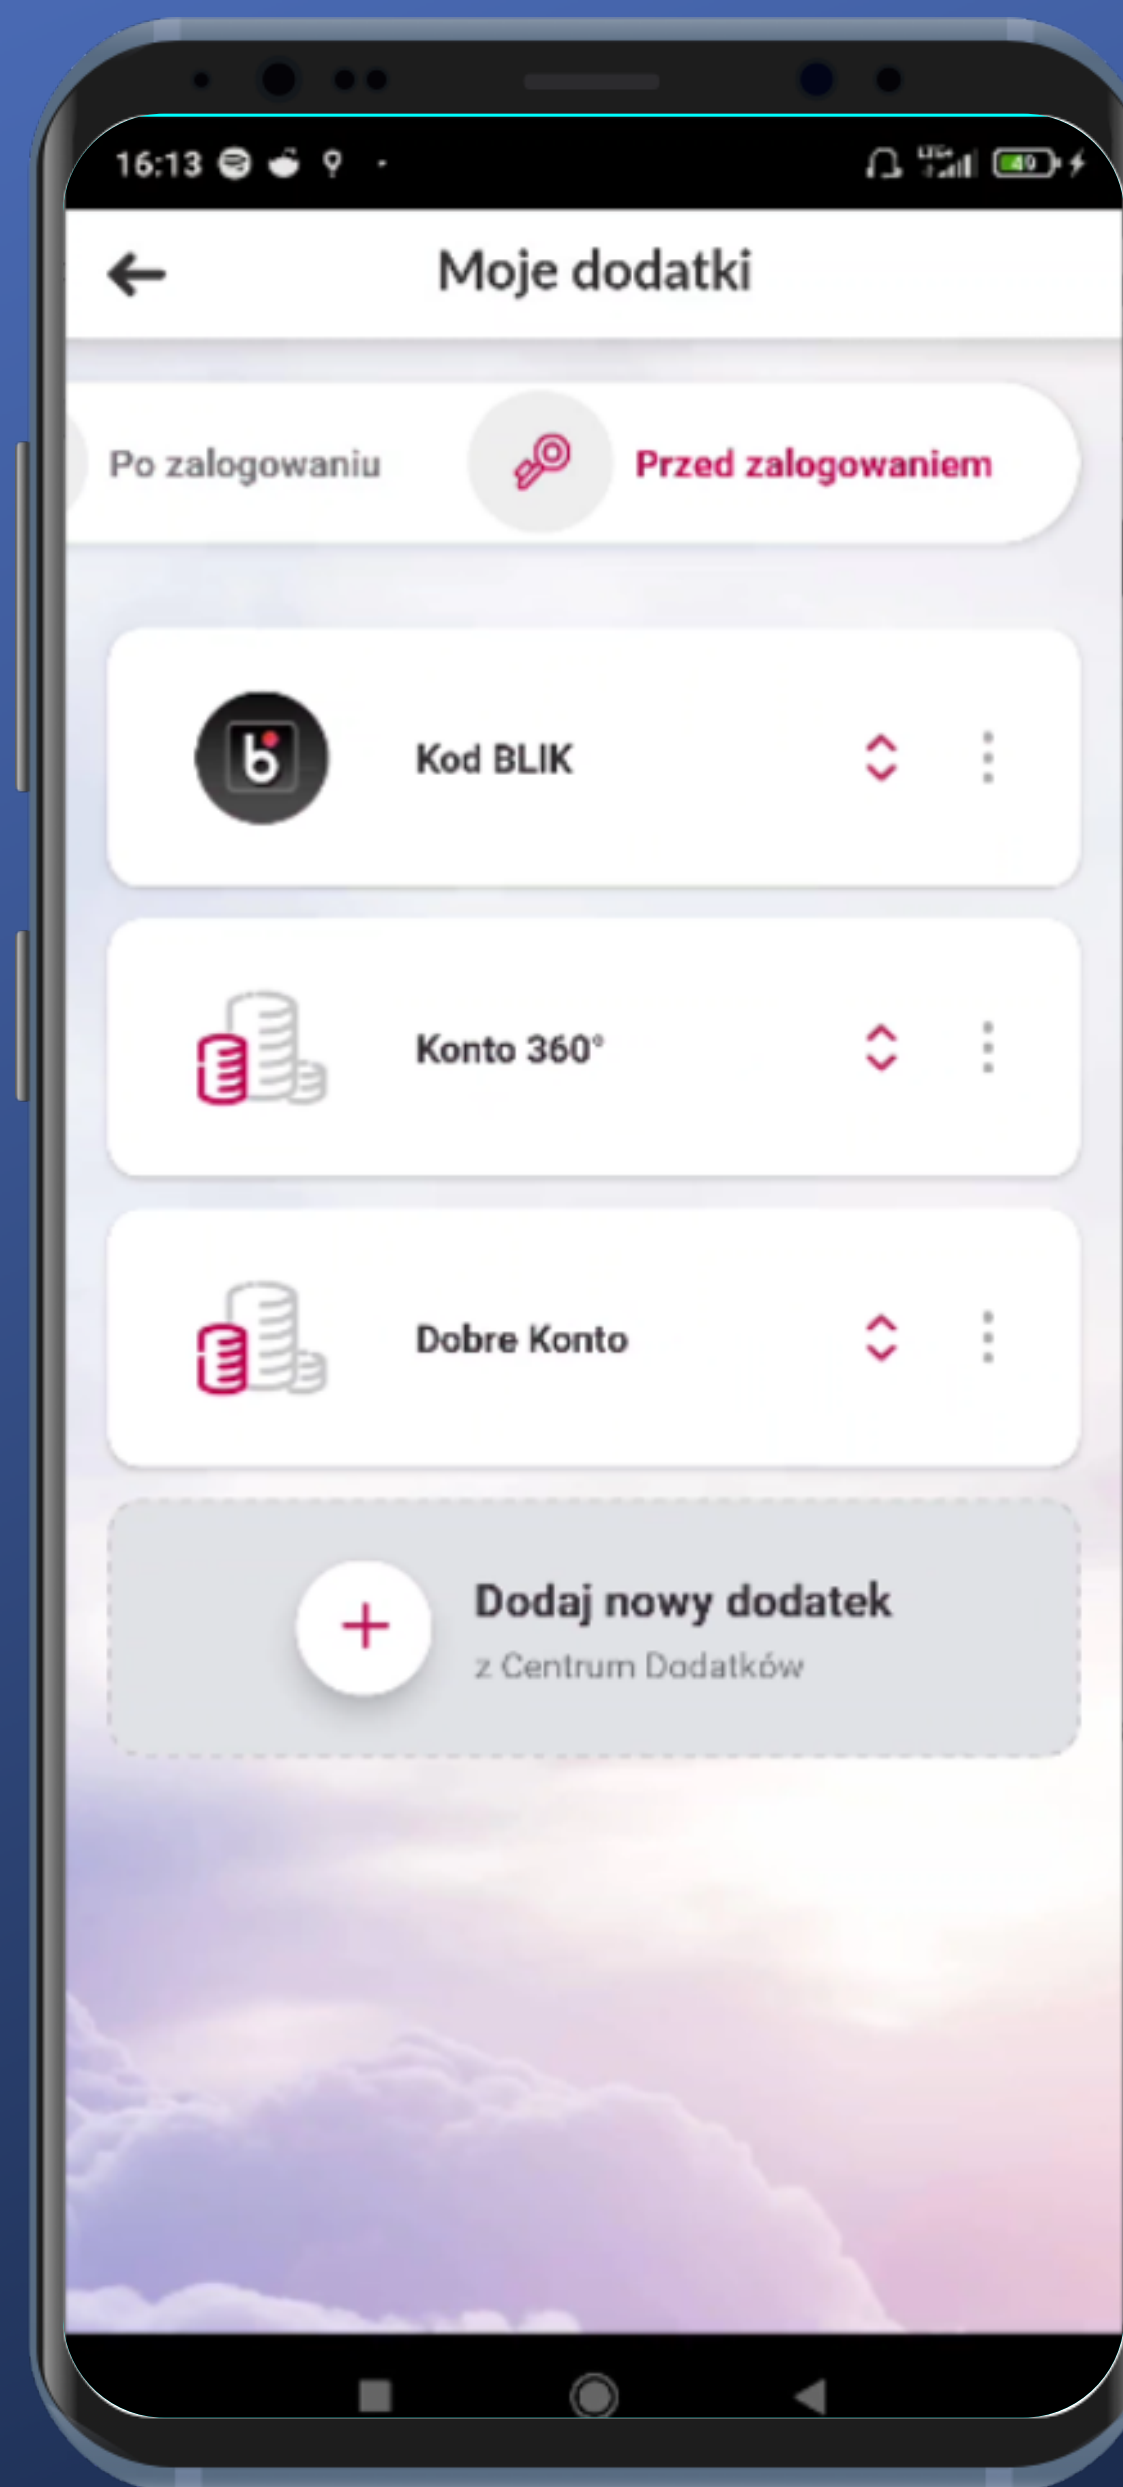 16:13
49
Moje dodatki
Po zalogowaniu
Przed zalogowaniem
Kod BLIK
Konto 360°
Dobre Konto
Dodaj nowy dodatek
z Centrum Dodatków